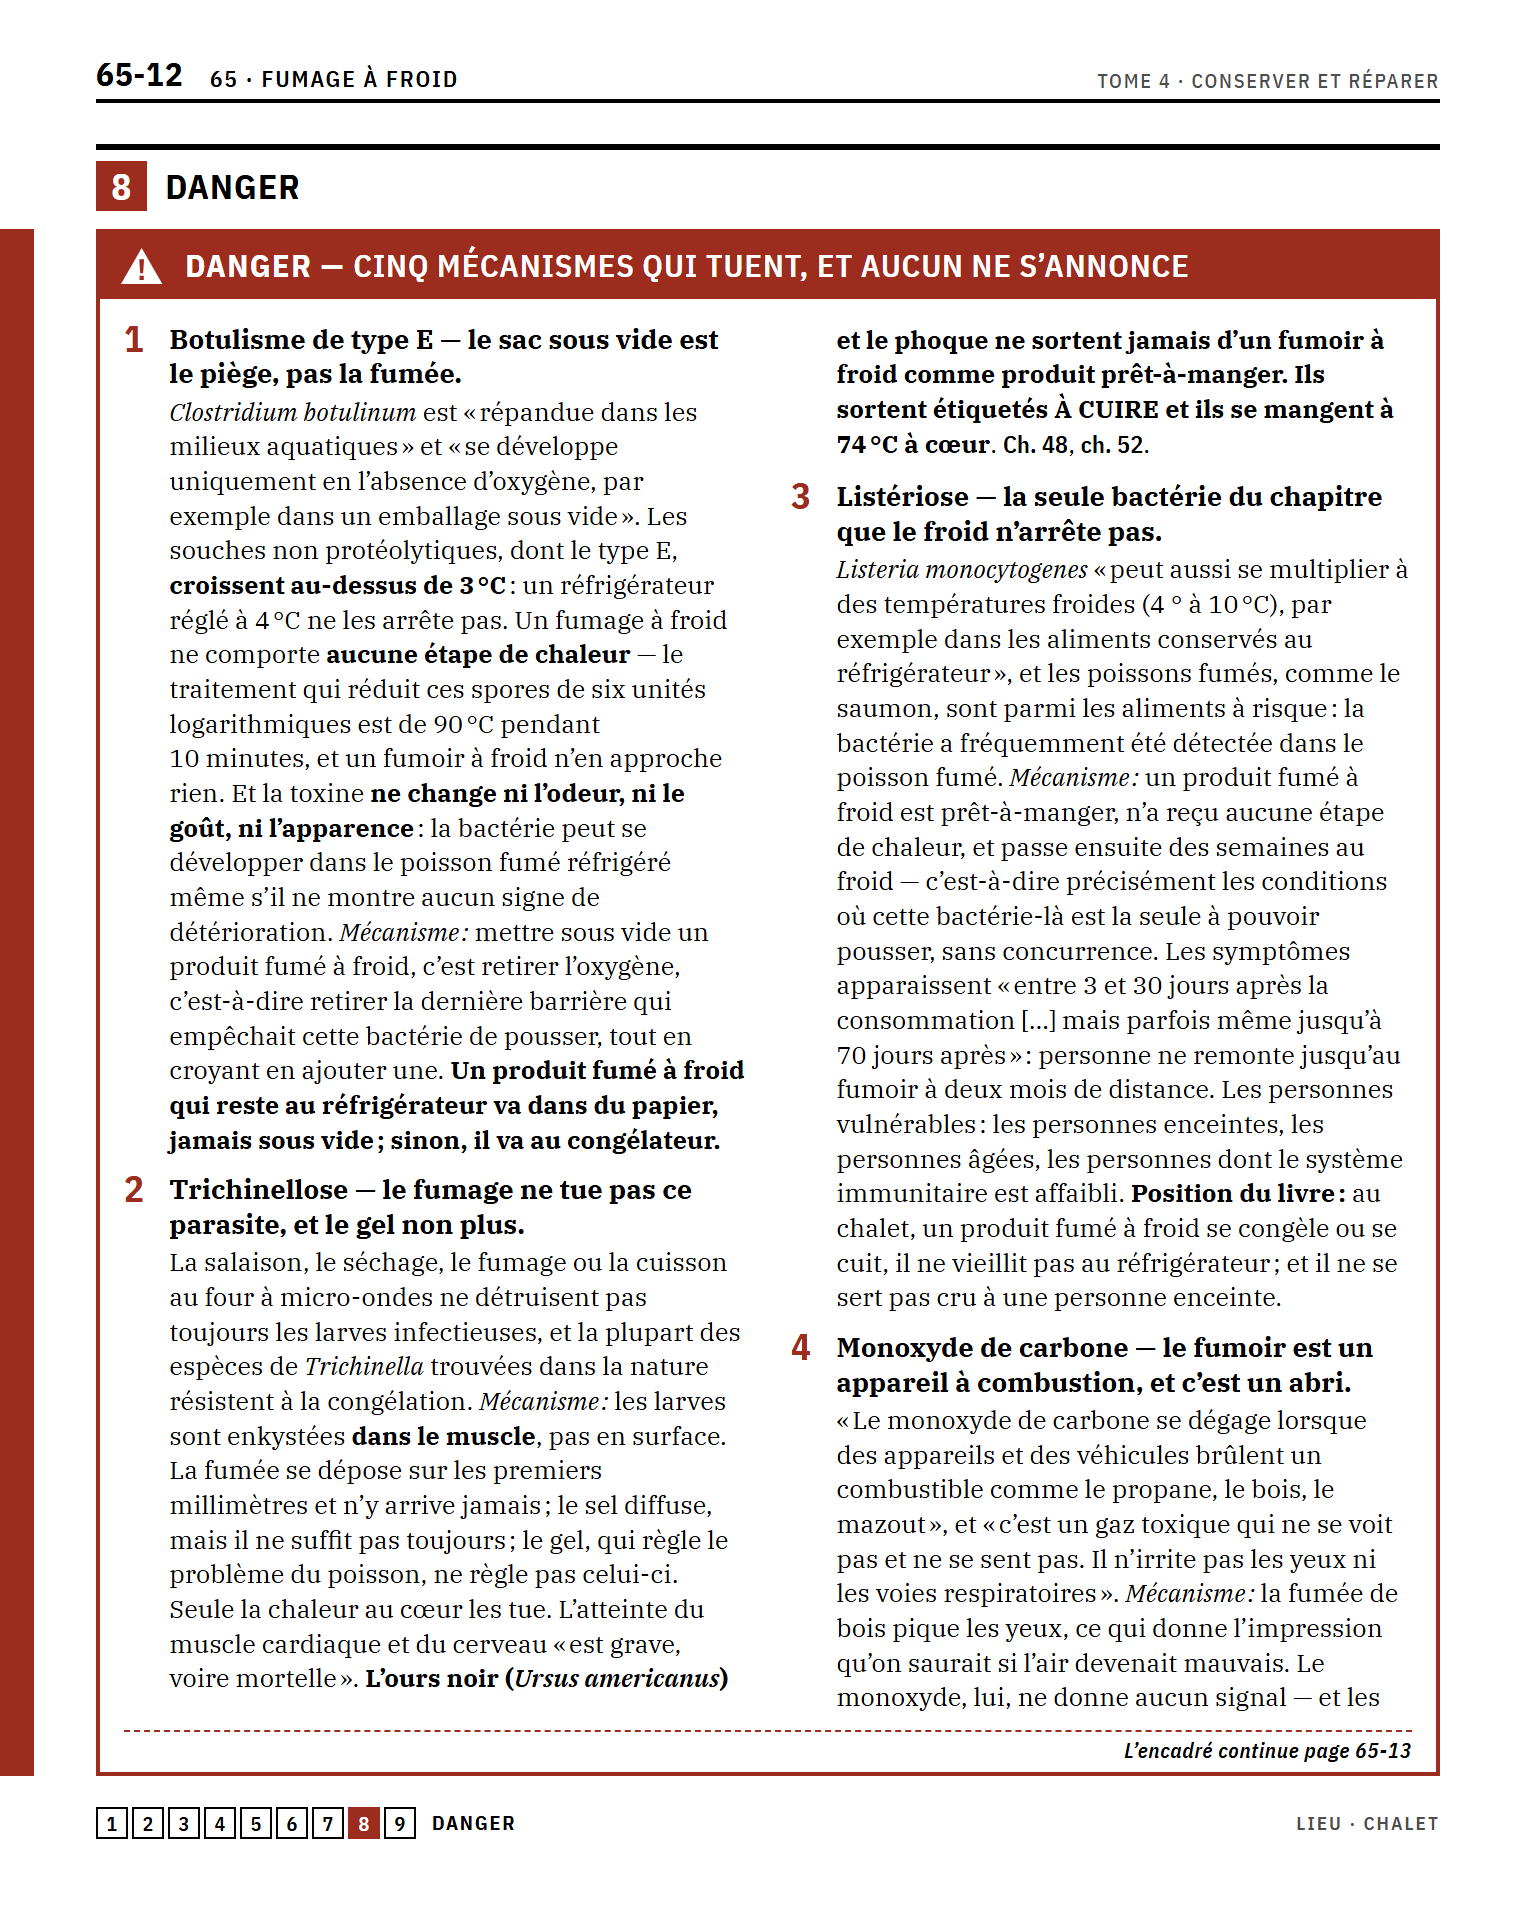 65-12 65 · FUMAGE À FROID
TOME 4 · CONSERVER ET RÉPARER
8 DANGER
! DANGER — CINQ MÉCANISMES QUI TUENT, ET AUCUN NE S’ANNONCE
1 Botulisme de type E — le sac sous vide est
le piège, pas la fumée.
Clostridium botulinum est « répandue dans les
milieux aquatiques » et « se développe
uniquement en l’absence d’oxygène, par
exemple dans un emballage sous vide ». Les
souches non protéolytiques, dont le type E,
croissent au-dessus de 3 °C : un réfrigérateur
réglé à 4 °C ne les arrête pas. Un fumage à froid
ne comporte aucune étape de chaleur — le
traitement qui réduit ces spores de six unités
logarithmiques est de 90 °C pendant
10 minutes, et un fumoir à froid n’en approche
rien. Et la toxine ne change ni l’odeur, ni le
goût, ni l’apparence : la bactérie peut se
développer dans le poisson fumé réfrigéré
même s’il ne montre aucun signe de
détérioration. Mécanisme : mettre sous vide un
produit fumé à froid, c’est retirer l’oxygène,
c’est-à-dire retirer la dernière barrière qui
empêchait cette bactérie de pousser, tout en
croyant en ajouter une. Un produit fumé à froid
qui reste au réfrigérateur va dans du papier,
jamais sous vide ; sinon, il va au congélateur.
2 Trichinellose — le fumage ne tue pas ce
parasite, et le gel non plus.
La salaison, le séchage, le fumage ou la cuisson
au four à micro-ondes ne détruisent pas
toujours les larves infectieuses, et la plupart des
espèces de Trichinella trouvées dans la nature
résistent à la congélation. Mécanisme : les larves
sont enkystées dans le muscle, pas en surface.
La fumée se dépose sur les premiers
millimètres et n’y arrive jamais ; le sel diffuse,
mais il ne suffit pas toujours ; le gel, qui règle le
problème du poisson, ne règle pas celui-ci.
Seule la chaleur au cœur les tue. L’atteinte du
muscle cardiaque et du cerveau « est grave,
voire mortelle ». L’ours noir (Ursus americanus)
et le phoque ne sortent jamais d’un fumoir à
froid comme produit prêt-à-manger. Ils
sortent étiquetés À CUIRE et ils se mangent à
74 °C à cœur. Ch. 48, ch. 52.
3 Listériose — la seule bactérie du chapitre
que le froid n’arrête pas.
Listeria monocytogenes « peut aussi se multiplier à
des températures froides (4 ° à 10 °C), par
exemple dans les aliments conservés au
réfrigérateur », et les poissons fumés, comme le
saumon, sont parmi les aliments à risque : la
bactérie a fréquemment été détectée dans le
poisson fumé. Mécanisme : un produit fumé à
froid est prêt-à-manger, n’a reçu aucune étape
de chaleur, et passe ensuite des semaines au
froid — c’est-à-dire précisément les conditions
où cette bactérie-là est la seule à pouvoir
pousser, sans concurrence. Les symptômes
apparaissent « entre 3 et 30 jours après la
consommation [...] mais parfois même jusqu’à
70 jours après » : personne ne remonte jusqu’au
fumoir à deux mois de distance. Les personnes
vulnérables : les personnes enceintes, les
personnes âgées, les personnes dont le système
immunitaire est affaibli. Position du livre : au
chalet, un produit fumé à froid se congèle ou se
cuit, il ne vieillit pas au réfrigérateur ; et il ne se
sert pas cru à une personne enceinte.
4 Monoxyde de carbone — le fumoir est un
appareil à combustion, et c’est un abri.
« Le monoxyde de carbone se dégage lorsque
des appareils et des véhicules brûlent un
combustible comme le propane, le bois, le
mazout », et « c’est un gaz toxique qui ne se voit
pas et ne se sent pas. Il n’irrite pas les yeux ni
les voies respiratoires ». Mécanisme : la fumée de
bois pique les yeux, ce qui donne l’impression
qu’on saurait si l’air devenait mauvais. Le
monoxyde, lui, ne donne aucun signal — et les
L’encadré continue page 65-13
1 2 3 4 5 6 7 8 9 DANGER
LIEU · CHALET